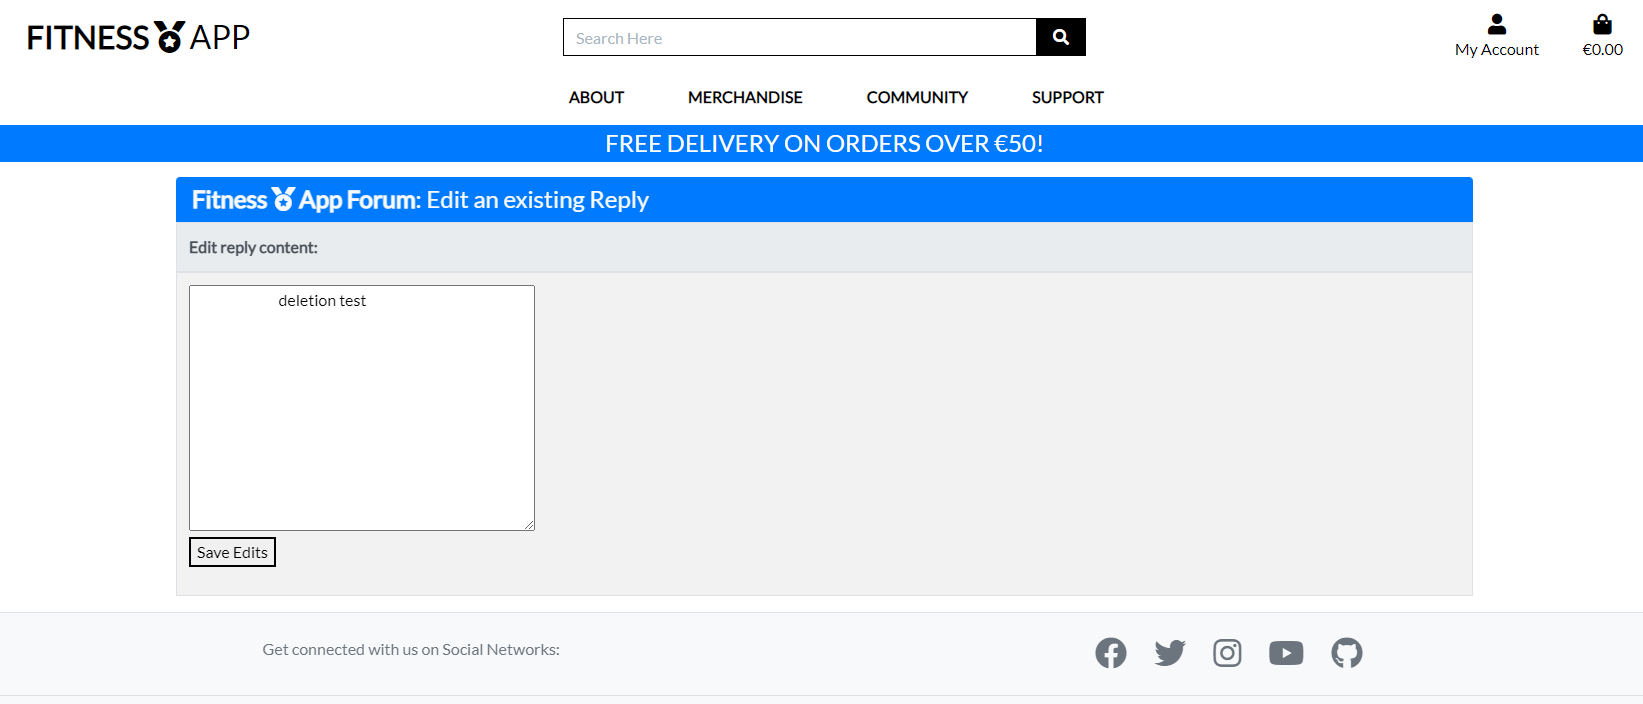 FITNESS APP
Search Here
My Account
€0.00
ABOUT MERCHANDISE COMMUNITY SUPPORT
FREE DELIVERY ON ORDERS OVER €50!
Fitness App Forum: Edit an existing Reply
Edit reply content:
deletion test
Save Edits
Get connected with us on Social Networks: